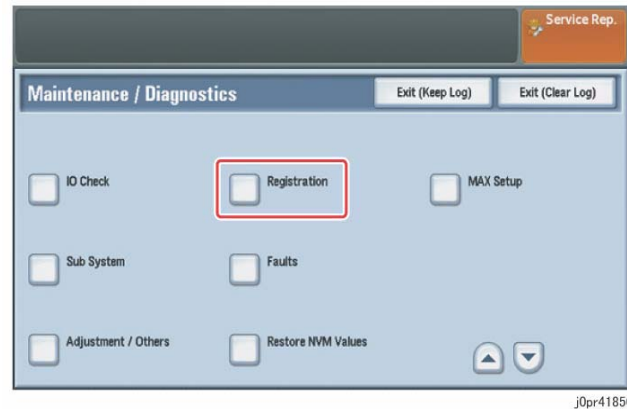 Service Rep.
Maintenance / Diagnostics
Exit (Keep Log)
Exit (Clear Log)
IO Check
Registration
MAX Setup
Sub System
Faults
Adjustment / Others
Restore NVM Values